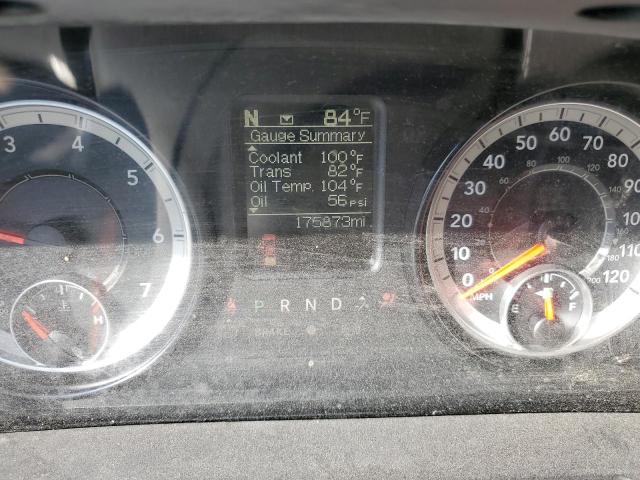 N 84°F
Gauge Summary
Coolant 100°F
Trans 82°F
Oil Temp. 104°F
Oil 56 PSI
175873mi
3 4 5 6 7
H
P R N D
0 10 20 30 40 50 60 70 80 90 100 110 120
MPH
E F